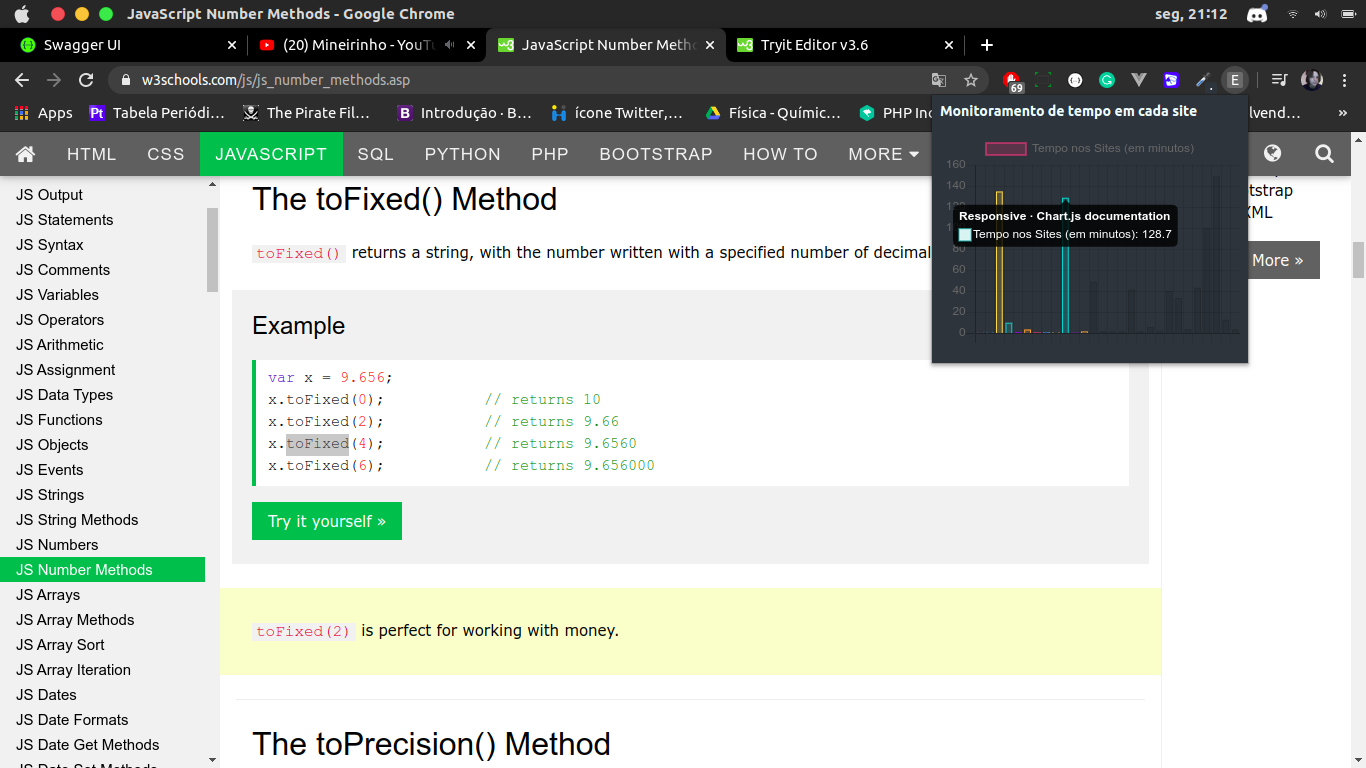 JavaScript Number Methods - Google Chrome
seg, 21:12
Swagger UI
(20) Mineirinho - YouTu
JavaScript Number Metho
Tryit Editor v3.6
w3schools.com/js/js_number_methods.asp
69
E
Apps
Tabela Periódi…
The Pirate Fil…
Introdução · B…
ícone Twitter,…
Física - Químic…
PHP Inc
lvend…
»
Monitoramento de tempo em cada site
HTML
CSS
JAVASCRIPT
SQL
PYTHON
PHP
BOOTSTRAP
HOW TO
MORE
Tempo nos Sites (em minutos)
160
140
120
Responsive · Chart.js documentation
Tempo nos Sites (em minutos): 128.7
80
60
40
20
0
JS Output
JS Statements
JS Syntax
JS Comments
JS Variables
JS Operators
JS Arithmetic
JS Assignment
JS Data Types
JS Functions
JS Objects
JS Events
JS Strings
JS String Methods
JS Numbers
JS Number Methods
JS Arrays
JS Array Methods
JS Array Sort
JS Array Iteration
JS Dates
JS Date Formats
JS Date Get Methods
JS Date Set Methods
The toFixed() Method
toFixed() returns a string, with the number written with a specified number of decimal
Example
var x = 9.656;
x.toFixed(0); // returns 10
x.toFixed(2); // returns 9.66
x.toFixed(4); // returns 9.6560
x.toFixed(6); // returns 9.656000
Try it yourself »
toFixed(2) is perfect for working with money.
The toPrecision() Method
tstrap
XML
More »